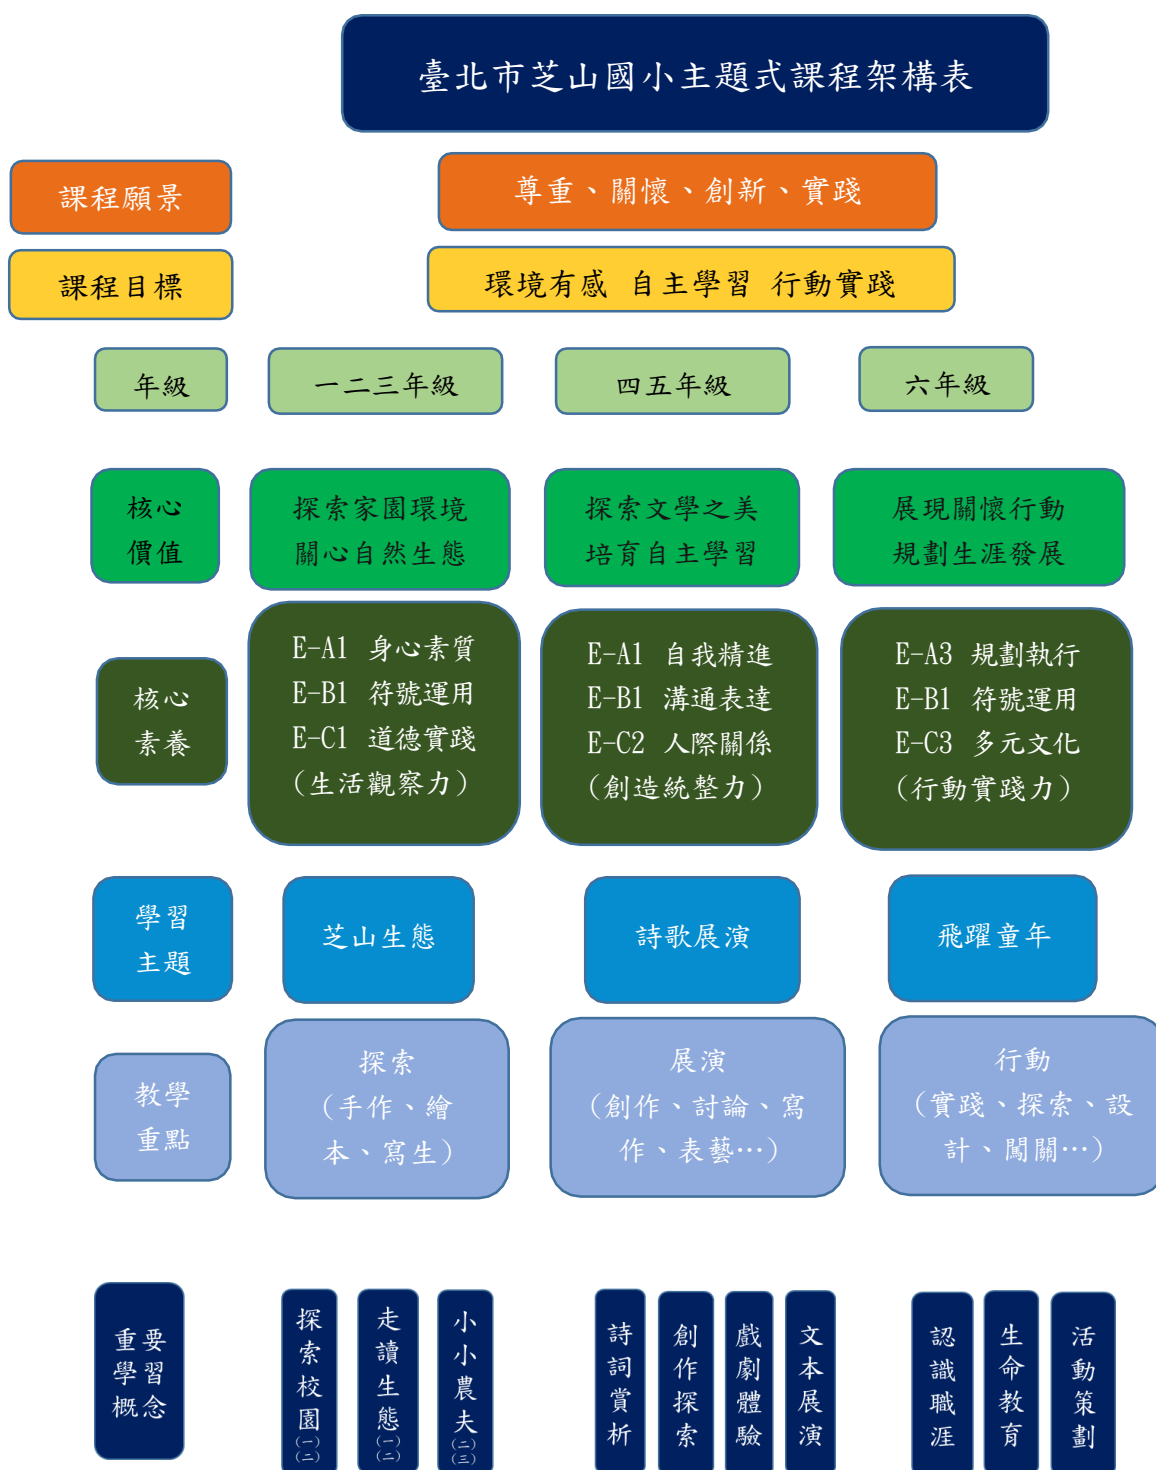 臺北市芝山國小主題式課程架構表
課程願景
尊重、關懷、創新、實踐
課程目標
環境有感 自主學習 行動實踐
年級
一二三年級
四五年級
六年級
核心
價值
探索家園環境
關心自然生態
探索文學之美
培育自主學習
展現關懷行動
規劃生涯發展
核心
素養
E-A1 身心素質
E-B1 符號運用
E-C1 道德實踐
(生活觀察力)
E-A1 自我精進
E-B1 溝通表達
E-C2 人際關係
(創造統整力)
E-A3 規劃執行
E-B1 符號運用
E-C3 多元文化
(行動實踐力)
學習
主題
芝山生態
詩歌展演
飛躍童年
教學
重點
探索
(手作、繪
本、寫生)
展演
(創作、討論、寫
作、表藝…)
行動
(實踐、探索、設
計、闖關…)
重要
學習
概念
探索校園(一)(二)
走讀生態(一)(二)
小小農夫(二)(三)
詩詞賞析
創作探索
戲劇體驗
文本展演
認識職涯
生命教育
活動策劃